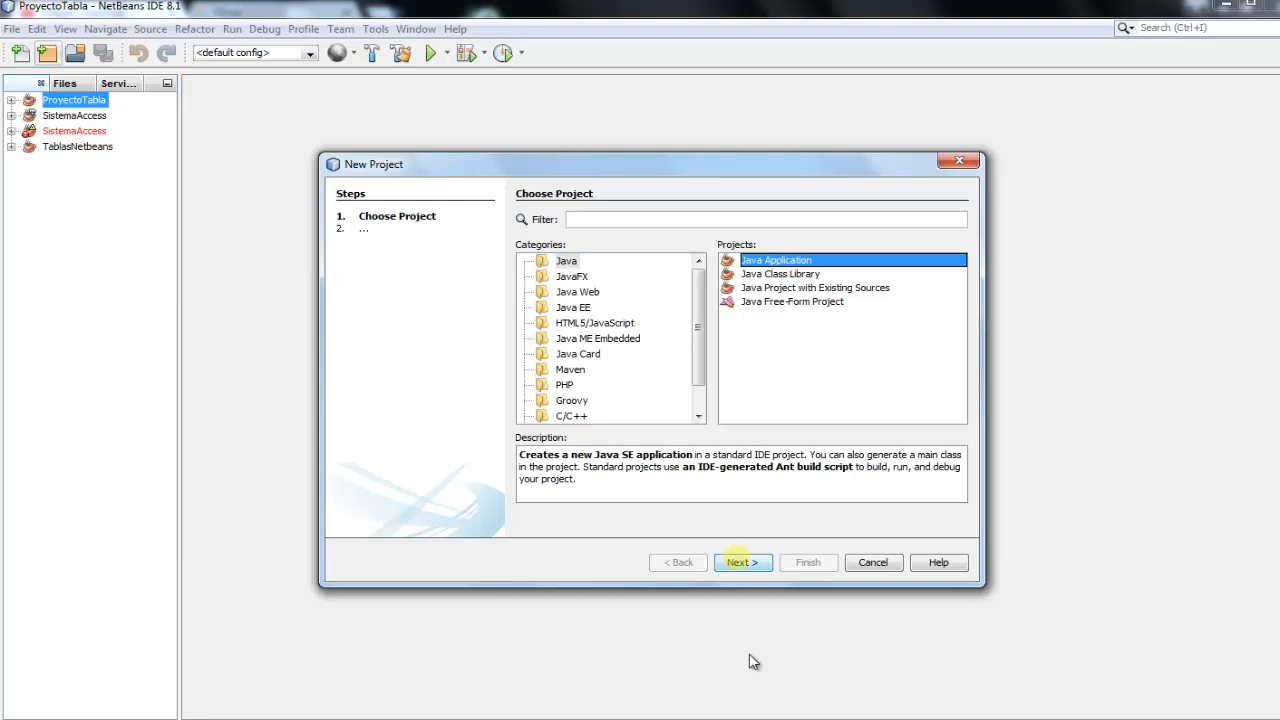 ProyectoTabla - NetBeans IDE 8.1
File Edit View Navigate Source Refactor Run Debug Profile Team Tools Window Help
Search (Ctrl+I)
<default config>
Files Servi...
ProyectoTabla
SistemaAccess
SistemaAccess
TablasNetbeans
New Project
Steps
1. Choose Project
2. ...
Choose Project
Filter:
Categories:
Java
JavaFX
Java Web
Java EE
HTML5/JavaScript
Java ME Embedded
Java Card
Maven
PHP
Groovy
C/C++
Projects:
Java Application
Java Class Library
Java Project with Existing Sources
Java Free-Form Project
Description:
Creates a new Java SE application in a standard IDE project. You can also generate a main class
in the project. Standard projects use an IDE-generated Ant build script to build, run, and debug
your project.
< Back Next > Finish Cancel Help